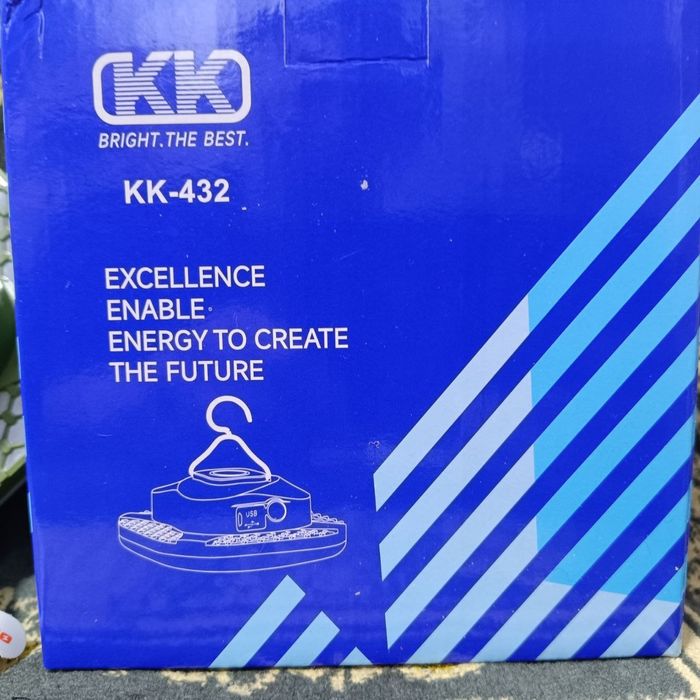 KK
BRIGHT.THE BEST.
KK-432
EXCELLENCE
ENABLE
ENERGY TO CREATE
THE FUTURE
USB